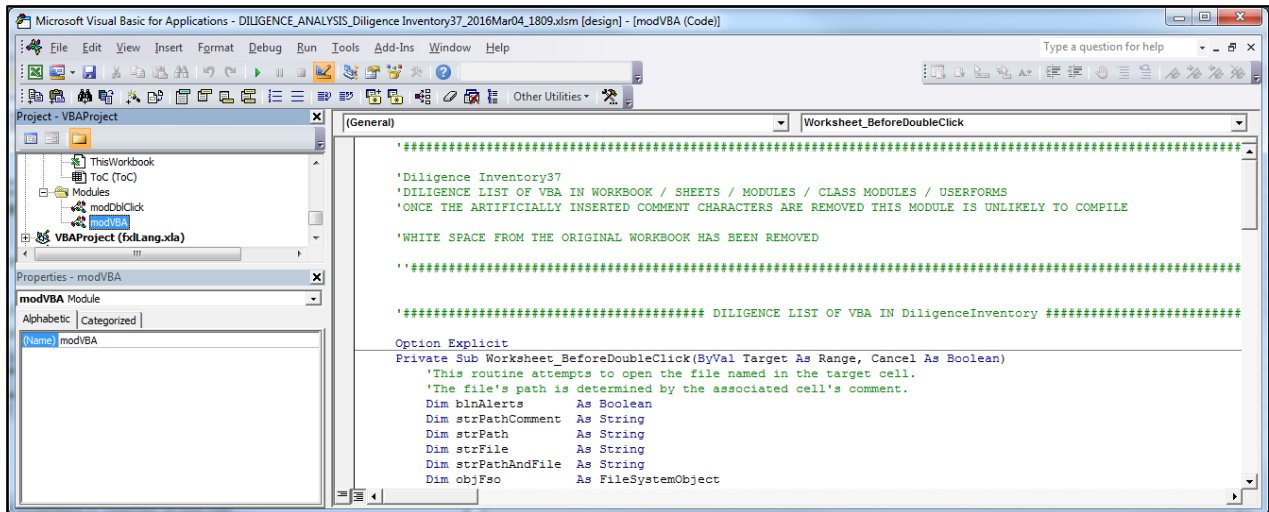 Microsoft Visual Basic for Applications - DILIGENCE_ANALYSIS_Diligence Inventory37_2016Mar04_1809.xlsm [design] - [modVBA (Code)]
File Edit View Insert Format Debug Run Tools Add-Ins Window Help
Type a question for help
Other Utilities
Project - VBAProject
ThisWorkbook
ToC (ToC)
Modules
modDblClick
modVBA
VBAProject (fxlLang.xla)
Properties - modVBA
modVBA Module
Alphabetic Categorized
(Name) modVBA
(General) Worksheet_BeforeDoubleClick
'################################################################################################################
'Diligence Inventory37
'DILIGENCE LIST OF VBA IN WORKBOOK / SHEETS / MODULES / CLASS MODULES / USERFORMS
'ONCE THE ARTIFICIALLY INSERTED COMMENT CHARACTERS ARE REMOVED THIS MODULE IS UNLIKELY TO COMPILE
'WHITE SPACE FROM THE ORIGINAL WORKBOOK HAS BEEN REMOVED
''###############################################################################################################
'######################################## DILIGENCE LIST OF VBA IN DiligenceInventory ##########################
Option Explicit
Private Sub Worksheet_BeforeDoubleClick(ByVal Target As Range, Cancel As Boolean)
'This routine attempts to open the file named in the target cell.
'The file's path is determined by the associated cell's comment.
Dim blnAlerts As Boolean
Dim strPathComment As String
Dim strPath As String
Dim strFile As String
Dim strPathAndFile As String
Dim objFso As FileSystemObject